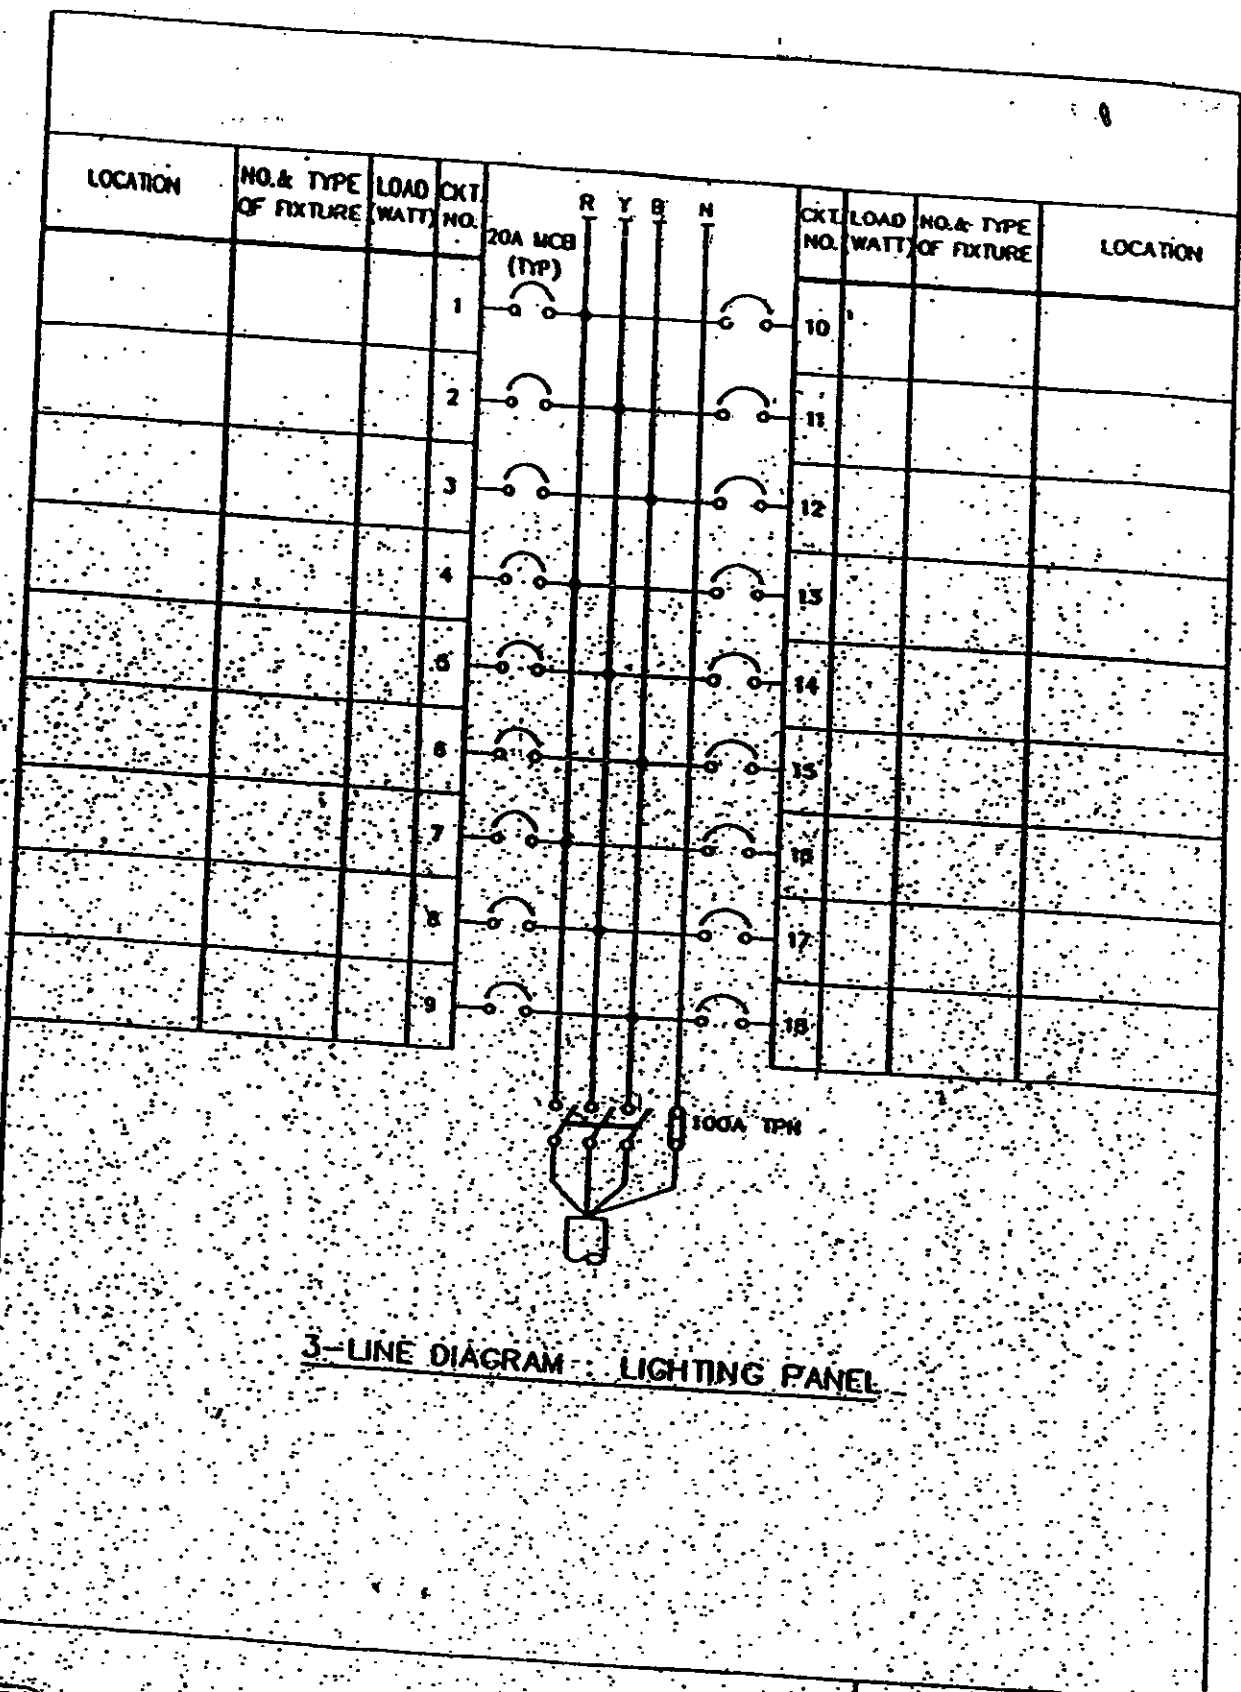 LOCATION
NO.& TYPE
OF FIXTURE
LOAD
(WATT)
CKT.
NO.
R Y B N
20A MCB
(TYP)
CKT.
NO.
LOAD
(WATT)
NO.& TYPE
OF FIXTURE
LOCATION
1
10
2
11
3
12
4
13
5
14
6
15
7
16
8
17
9
18
100A TPN
3-LINE DIAGRAM - LIGHTING PANEL